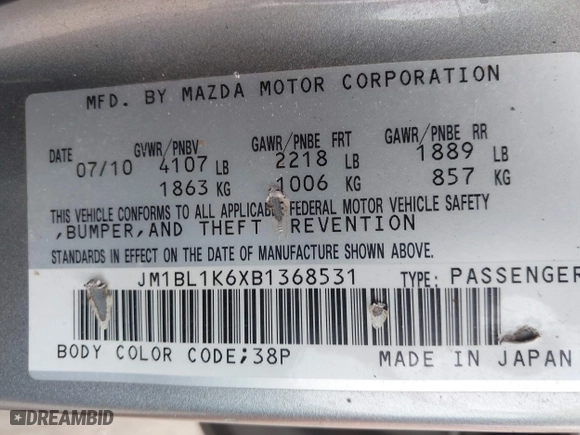 MFD. BY MAZDA MOTOR CORPORATION
DATE GVWR/PNBV GAWR/PNBE FRT GAWR/PNBE RR
07/10 4107 LB 2218 LB 1889 LB
1863 KG 1006 KG 857 KG
THIS VEHICLE CONFORMS TO ALL APPLICABLE FEDERAL MOTOR VEHICLE SAFETY
,BUMPER,AND THEFT REVENTION
STANDARDS IN EFFECT ON THE DATE OF MANUFACTURE SHOWN ABOVE.
JM1BL1K6XB1368531 TYPE: PASSENGER
BODY COLOR CODE;38P MADE IN JAPAN
DREAMBID